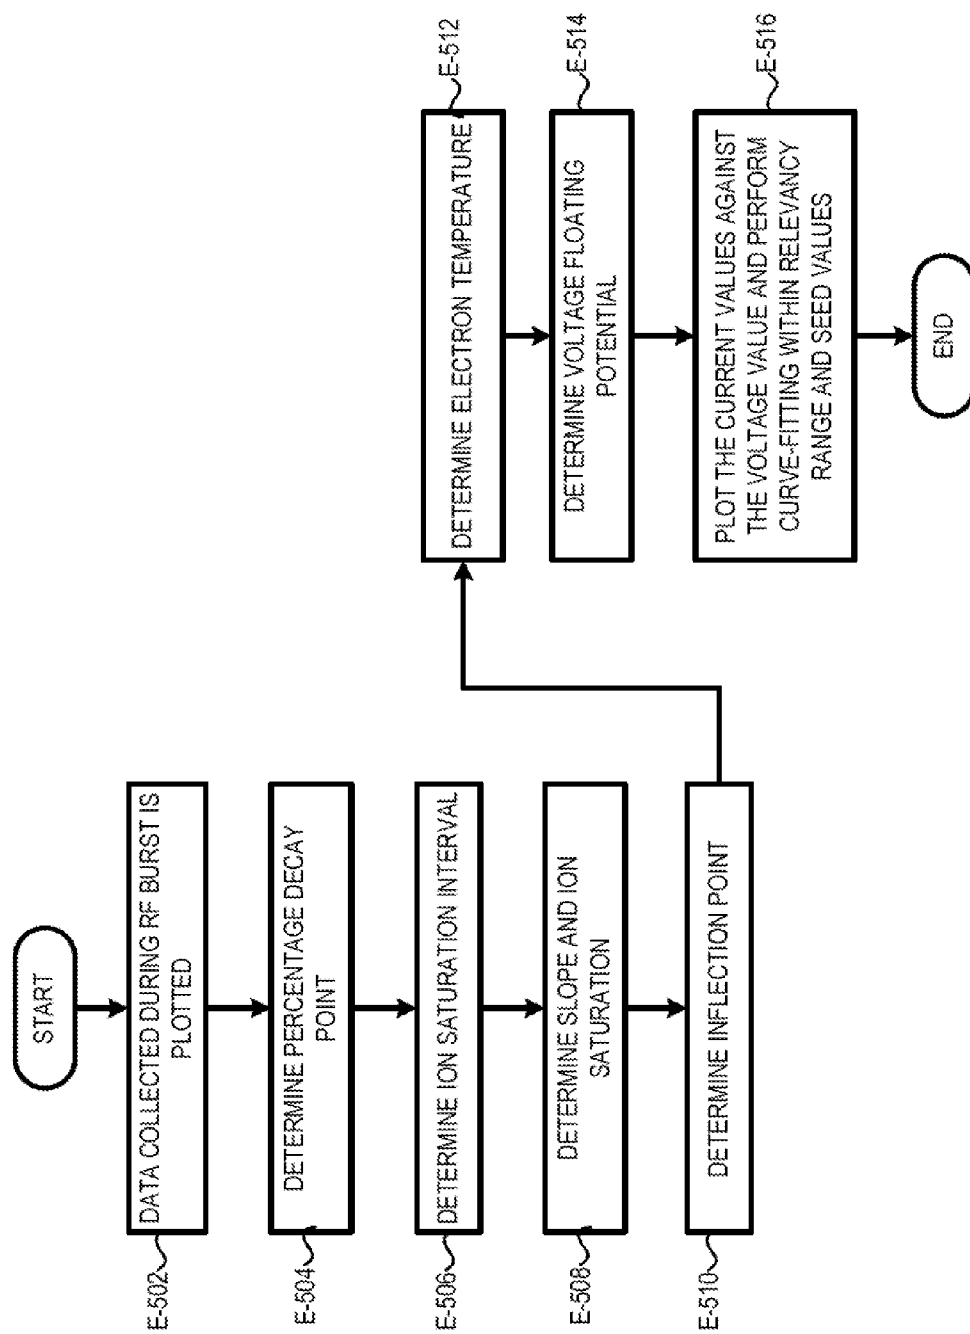 START
E-502
DATA COLLECTED DURING RF BURST IS
PLOTTED
E-504
DETERMINE PERCENTAGE DECAY
POINT
E-506
DETERMINE ION SATURATION INTERVAL
E-508
DETERMINE SLOPE AND ION
SATURATION
E-510
DETERMINE INFLECTION POINT
E-512
DETERMINE ELECTRON TEMPERATURE
E-514
DETERMINE VOLTAGE FLOATING
POTENTIAL
E-516
PLOT THE CURRENT VALUES AGAINST
THE VOLTAGE VALUE AND PERFORM
CURVE-FITTING WITHIN RELEVANCY
RANGE AND SEED VALUES
END